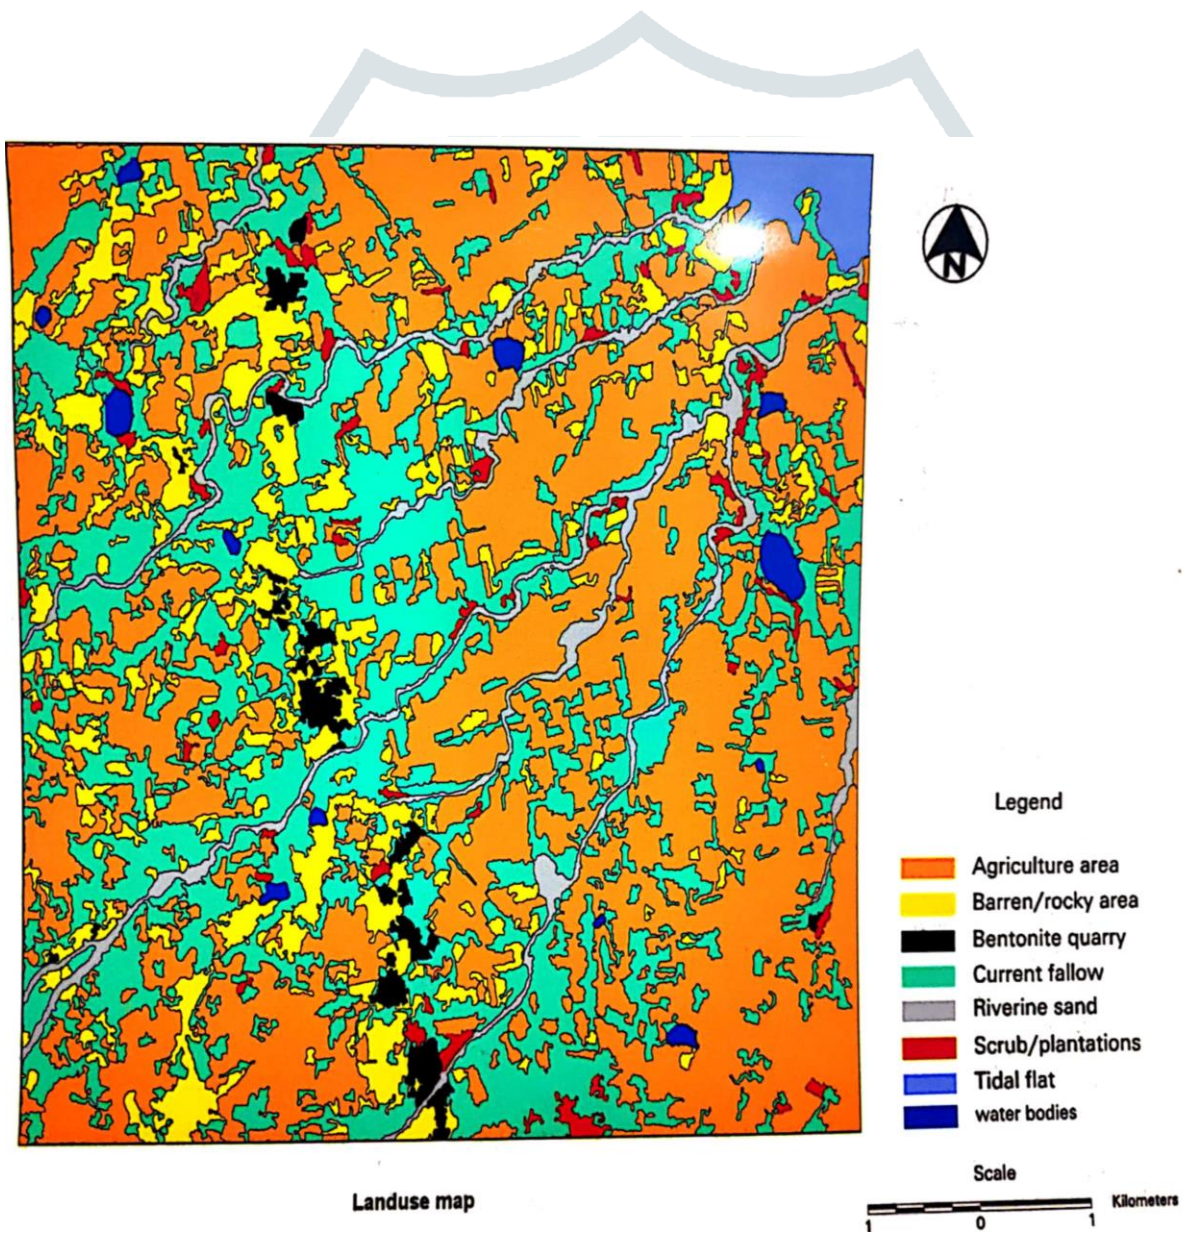 N
Legend
Agriculture area
Barren/rocky area
Bentonite quarry
Current fallow
Riverine sand
Scrub/plantations
Tidal flat
water bodies
Scale
Kilometers
1 0 1
Landuse map